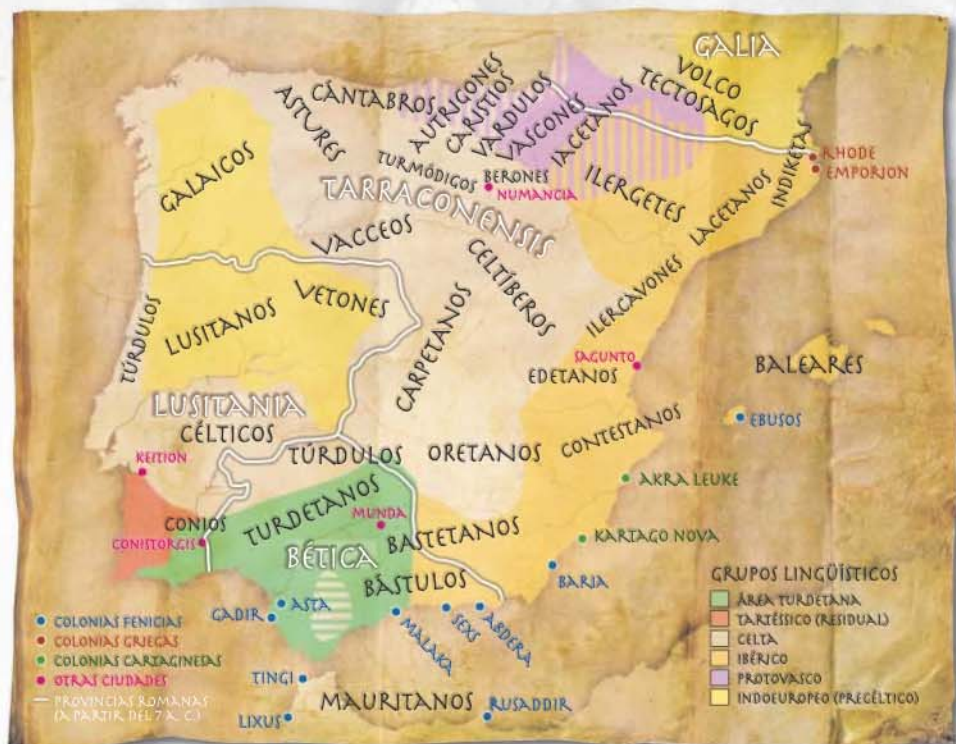 GALIA
VOLCO
TECTOSAGOS
CÁNTABROS
ASTURES
AUTRIGONES
CARISTIOS
VÁRDULOS
VASCONES
IACETANOS
TURMÓDIGOS
BERONES
NUMANCIA
ILERGETES
LACETANOS
INDIKETAS
RHODE
EMPORION
GALAICOS
TARRACONENSIS
VACCEOS
CELTÍBEROS
ILERCAVONES
TÚRDULOS
LUSITANOS
VETONES
CARPETANOS
SAGUNTO
EDETANOS
BALEARES
EBUSOS
LUSITANIA
CÉLTICOS
KEITION
TÚRDULOS
ORETANOS
CONTESTANOS
AKRA LEUKE
CONIOS
CONISTORGIS
TURDETANOS
MUNDA
BASTETANOS
KARTAGO NOVA
BÉTICA
BÁSTULOS
BARIA
GADIR
ASTA
MALAKA
SEXS
ABDERA
TINGI
LIXUS
MAURITANOS
RUSADDIR
COLONIAS FENICIAS
COLONIAS GRIEGAS
COLONIAS CARTAGINESAS
OTRAS CIUDADES
PROVINCIAS ROMANAS
(A PARTIR DEL 7 A. C.)
GRUPOS LINGÜÍSTICOS
ÁREA TURDETANA
TARTÉSSICO (RESIDUAL)
CELTA
IBÉRICO
PROTOVASCO
INDOEUROPEO (PRECÉLTICO)